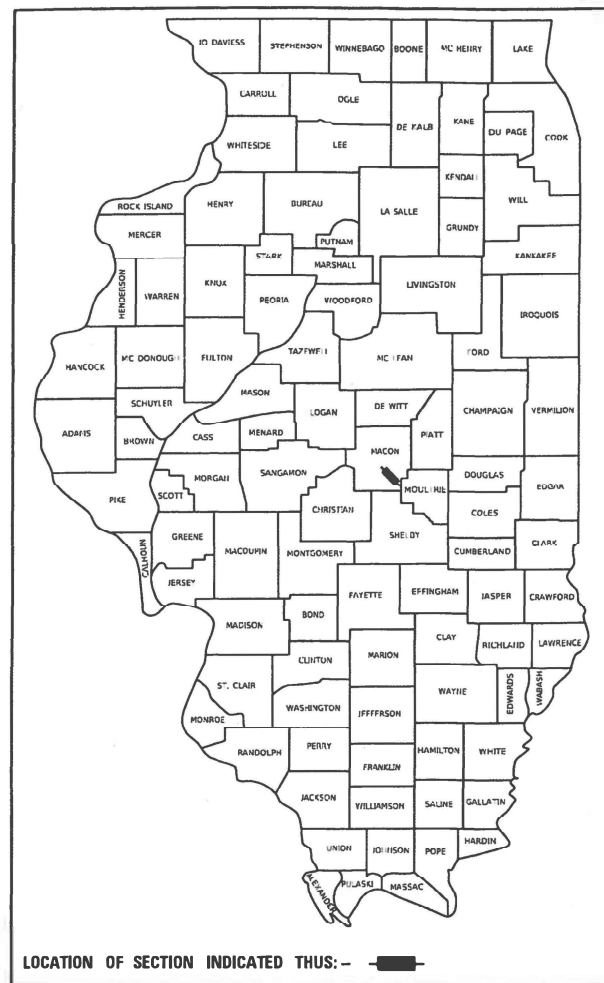 JO DAVIESS STEPHENSON WINNEBAGO BOONE MC HENRY LAKE
CARROLL OGLE DE KALB KANE DU PAGE COOK
WHITESIDE LEE
KENDALL WILL
ROCK ISLAND HENRY BUREAU LA SALLE GRUNDY
MERCER PUTNAM KANKAKEE
STARK MARSHALL
HENDERSON WARREN KNOX PEORIA WOODFORD LIVINGSTON IROQUOIS
HANCOCK MC DONOUGH FULTON TAZEWELL MC LEAN FORD
SCHUYLER MASON LOGAN DE WITT CHAMPAIGN VERMILION
ADAMS BROWN CASS MENARD PIATT
MACON
PIKE SCOTT MORGAN SANGAMON MOULTRIE DOUGLAS EDGAR
CHRISTIAN COLES
CALHOUN GREENE MACOUPIN MONTGOMERY SHELBY CUMBERLAND CLARK
JERSEY FAYETTE EFFINGHAM JASPER CRAWFORD
MADISON BOND CLAY RICHLAND LAWRENCE
CLINTON MARION
ST. CLAIR WAYNE EDWARDS WABASH
MONROE WASHINGTON JEFFERSON
RANDOLPH PERRY HAMILTON WHITE
FRANKLIN
JACKSON WILLIAMSON SALINE GALLATIN
UNION JOHNSON POPE HARDIN
ALEXANDER PULASKI MASSAC
LOCATION OF SECTION INDICATED THUS:-